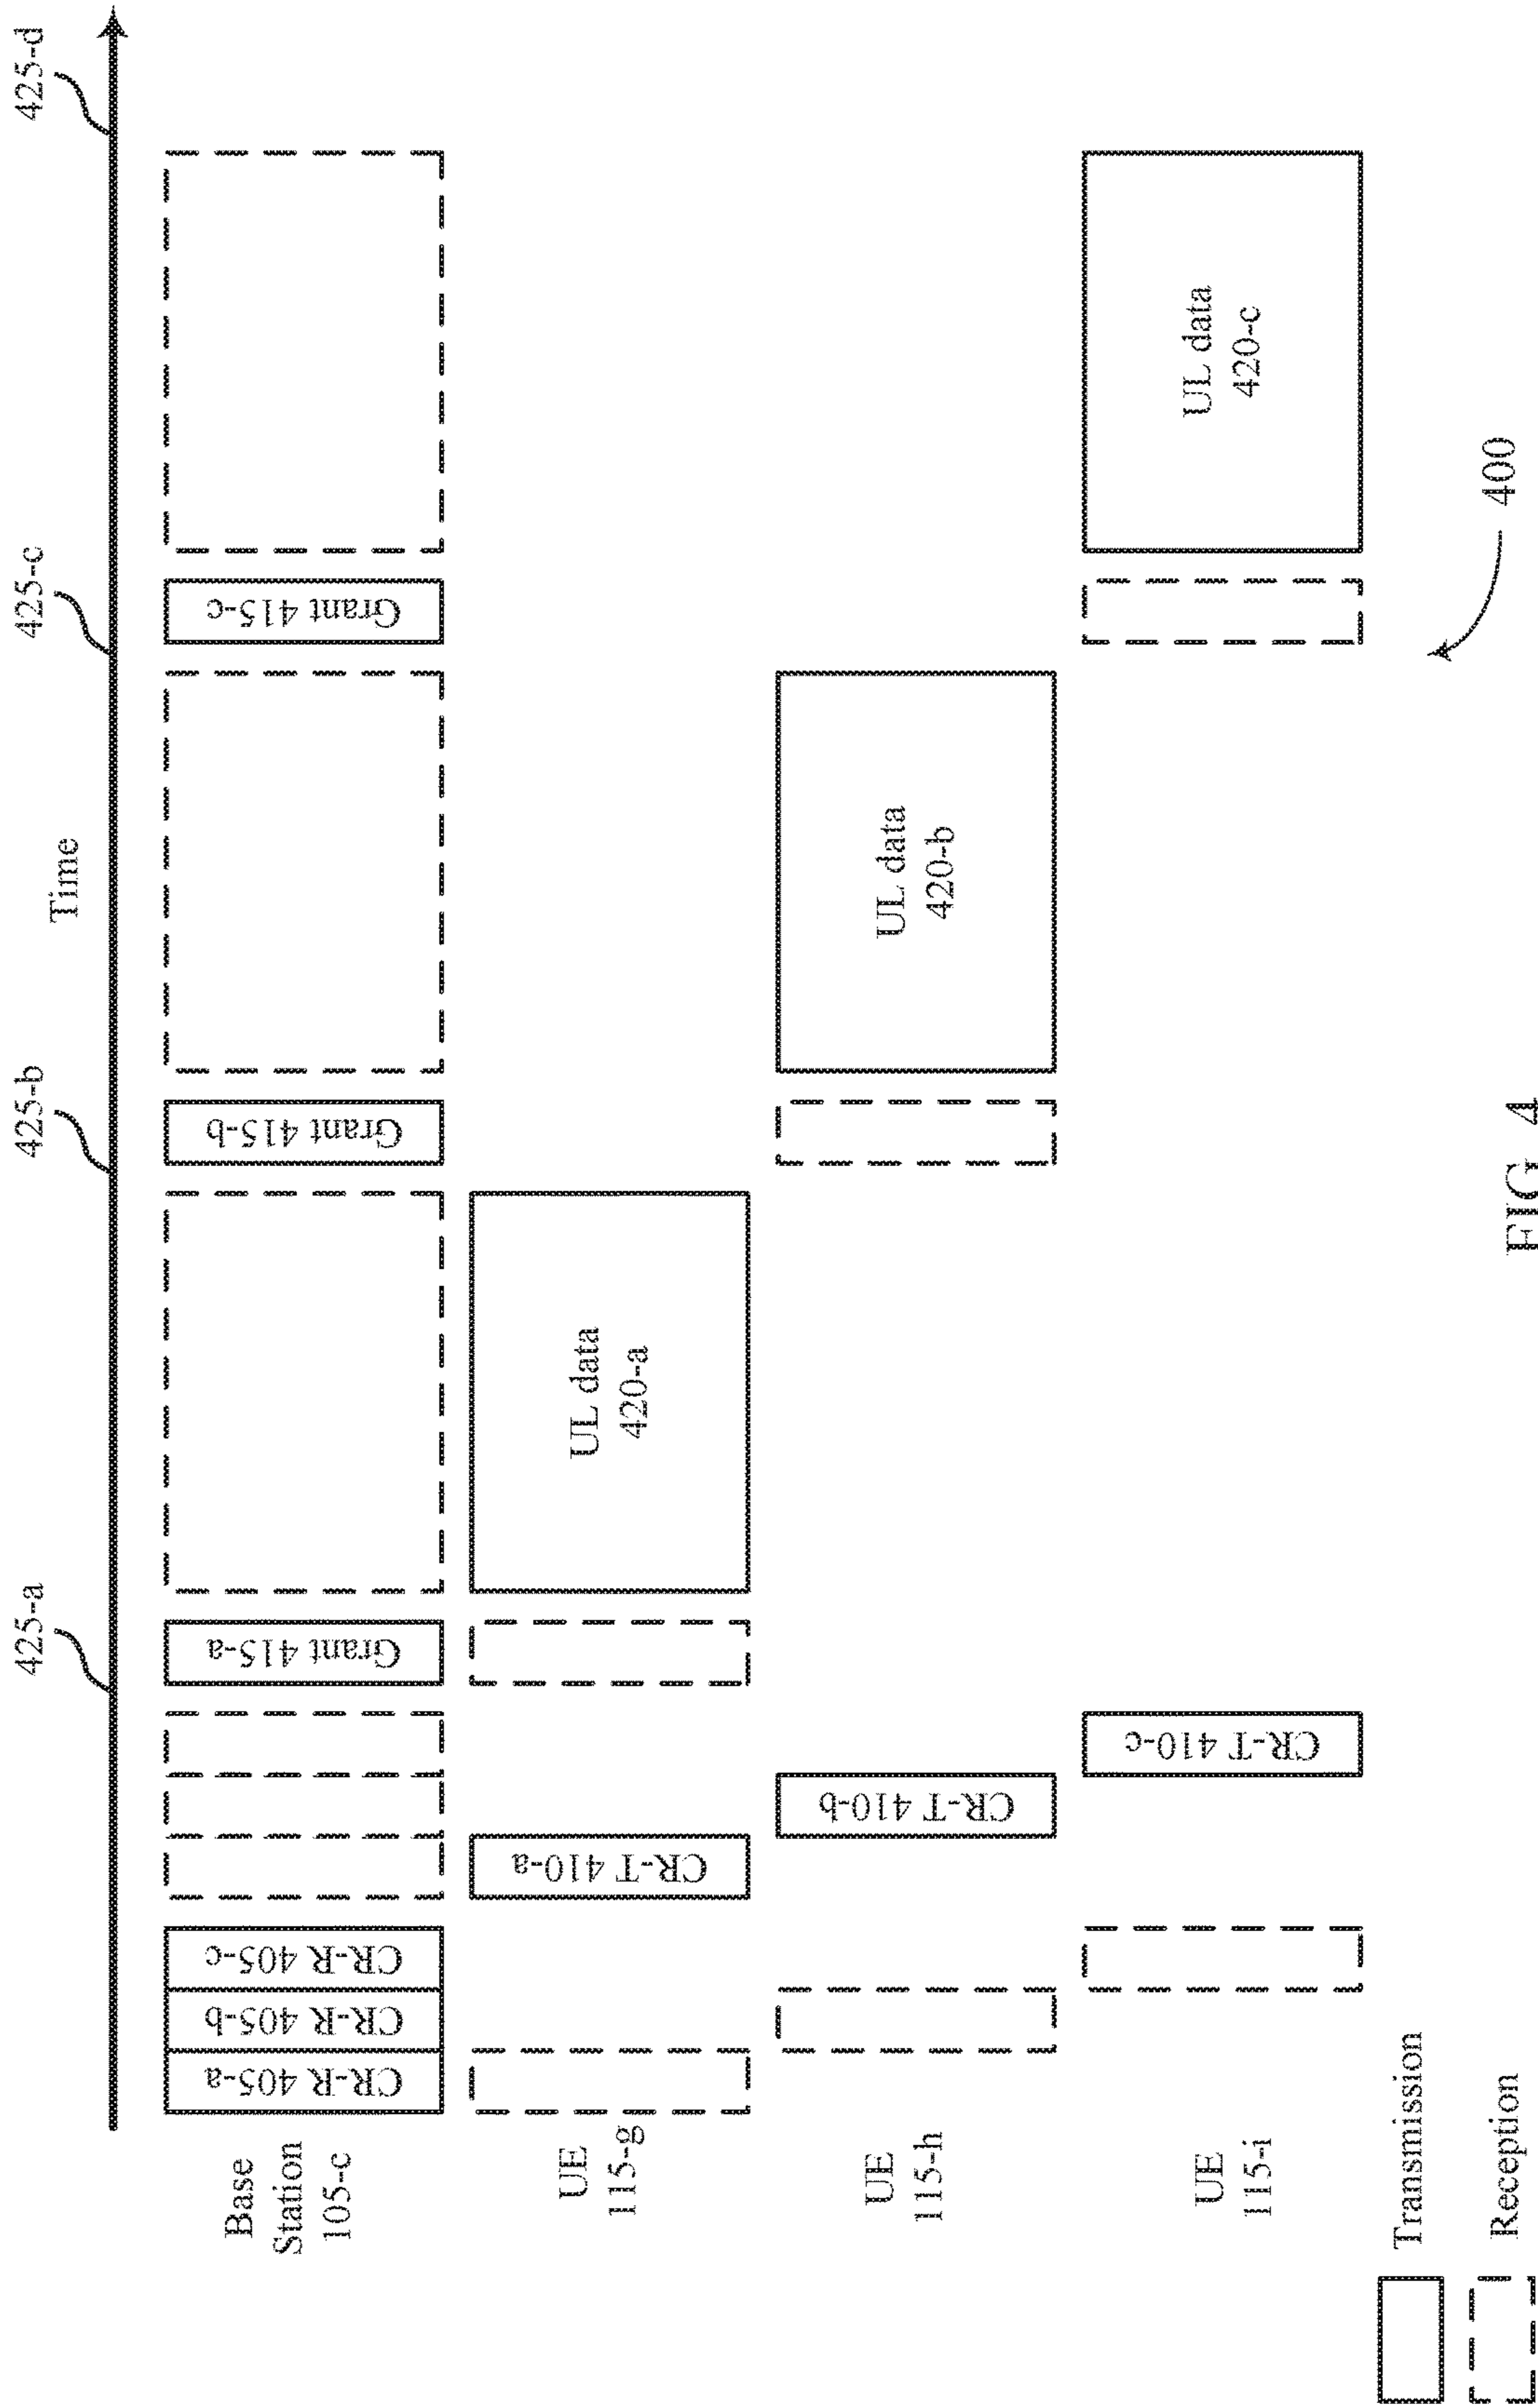 Time
425-a
425-b
425-c
425-d
Base
Station
105-c
CR-R 405-a
CR-R 405-b
CR-R 405-c
Grant 415-a
Grant 415-b
Grant 415-c
UE
115-g
CR-T 410-a
UL data
420-a
UE
115-h
CR-T 410-b
UL data
420-b
UE
115-i
CR-T 410-c
UL data
420-c
Transmission
Reception
400
FIG. 4